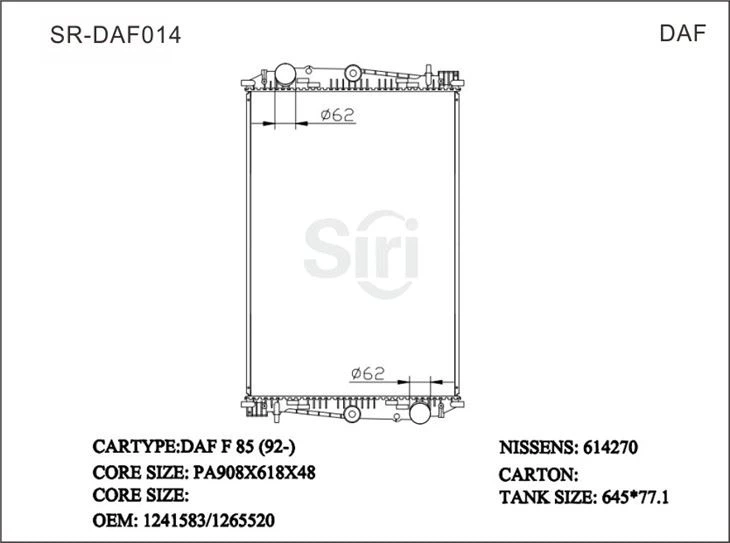 SR-DAF014
DAF
Ø62
Siri
Ø62
CARTYPE:DAF F 85 (92-)
NISSENS: 614270
CORE SIZE: PA908X618X48
CARTON:
CORE SIZE:
TANK SIZE: 645*77.1
OEM: 1241583/1265520